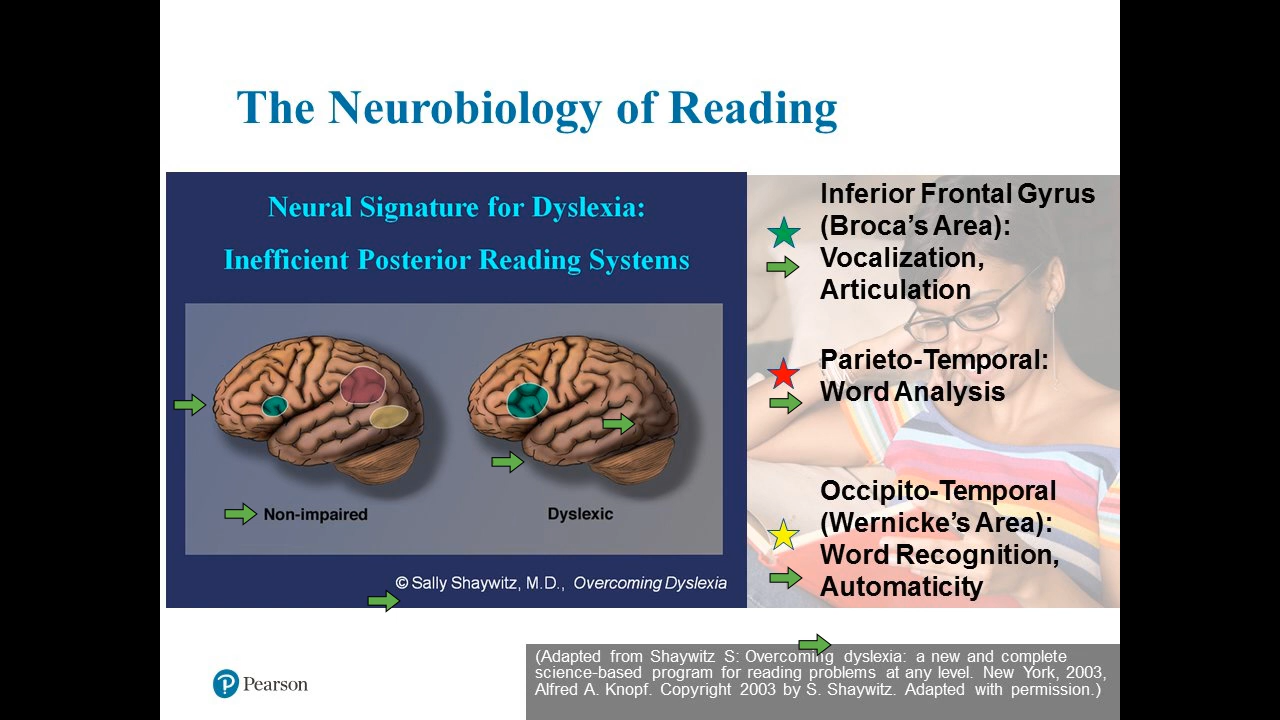 The Neurobiology of Reading
Neural Signature for Dyslexia:
Inefficient Posterior Reading Systems
Non-impaired
Dyslexic
© Sally Shaywitz, M.D., Overcoming Dyslexia
Inferior Frontal Gyrus
(Broca’s Area):
Vocalization,
Articulation
Parieto-Temporal:
Word Analysis
Occipito-Temporal
(Wernicke’s Area):
Word Recognition,
Automaticity
(Adapted from Shaywitz S: Overcoming dyslexia: a new and complete
science-based program for reading problems at any level. New York, 2003,
Alfred A. Knopf. Copyright 2003 by S. Shaywitz. Adapted with permission.)
Pearson